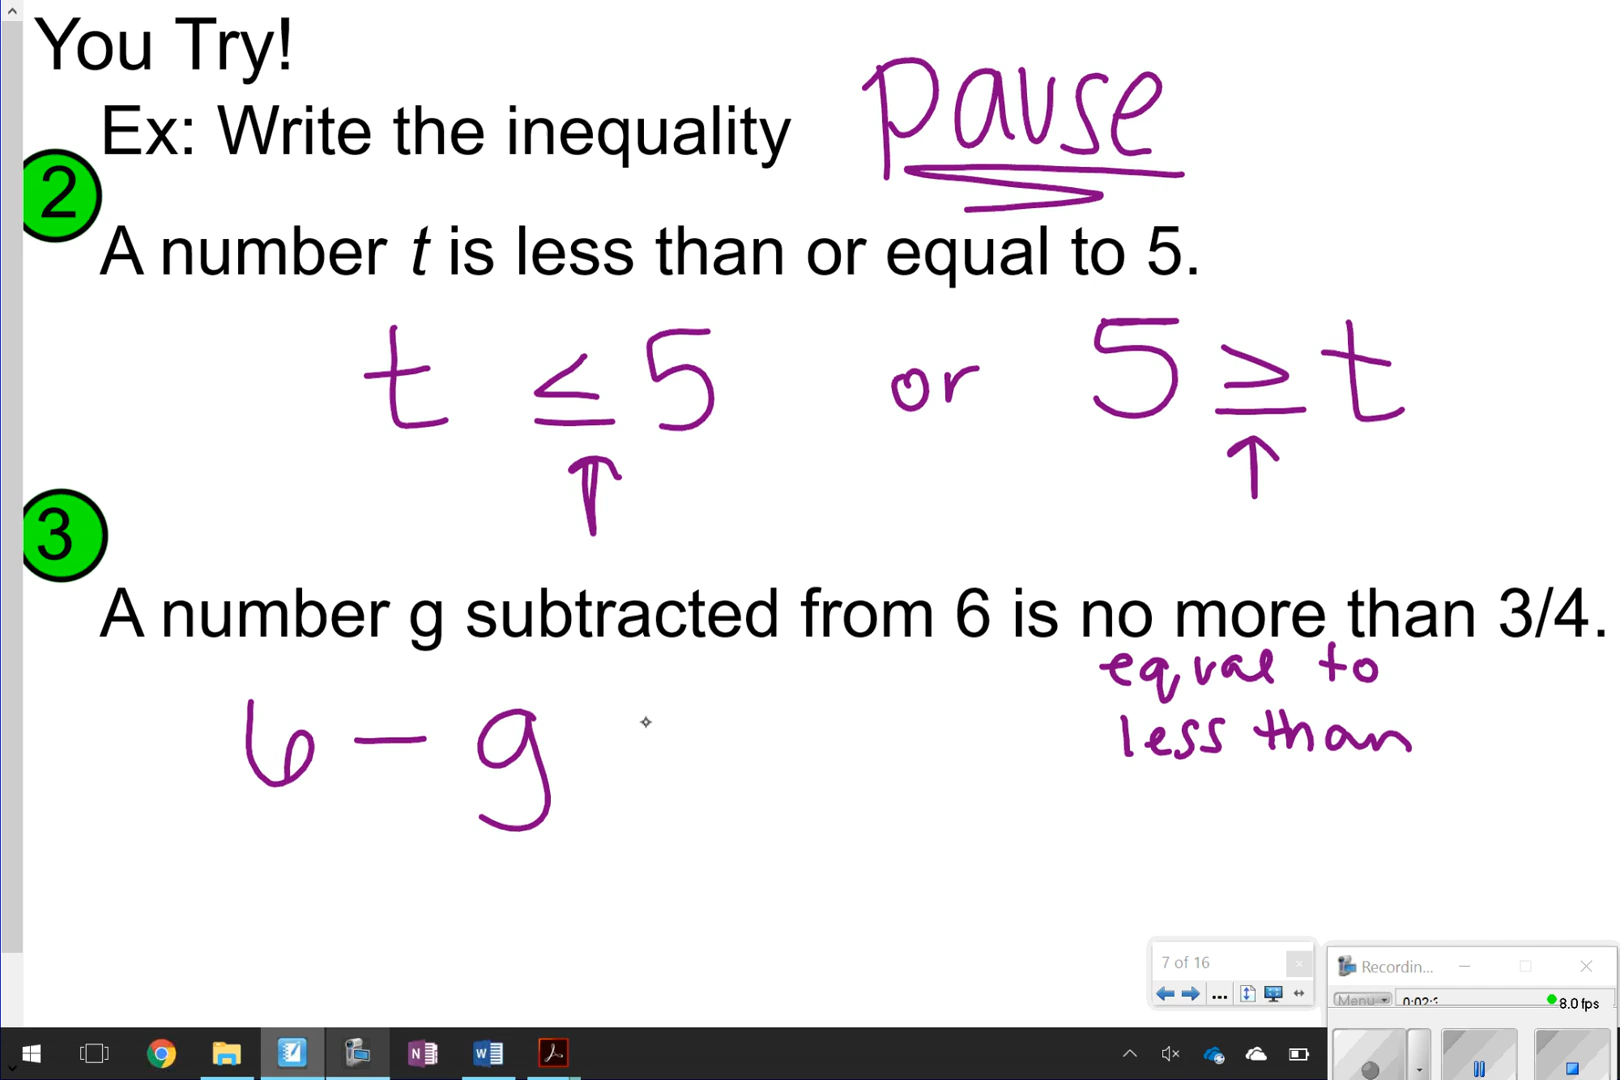 You Try!
Ex: Write the inequality pause
2
A number t is less than or equal to 5.
t ≤ 5 or 5 ≥ t
3
A number g subtracted from 6 is no more than 3/4.
equal to
less than
6 - g
7 of 16
Recordin...
Menu
8.0 fps